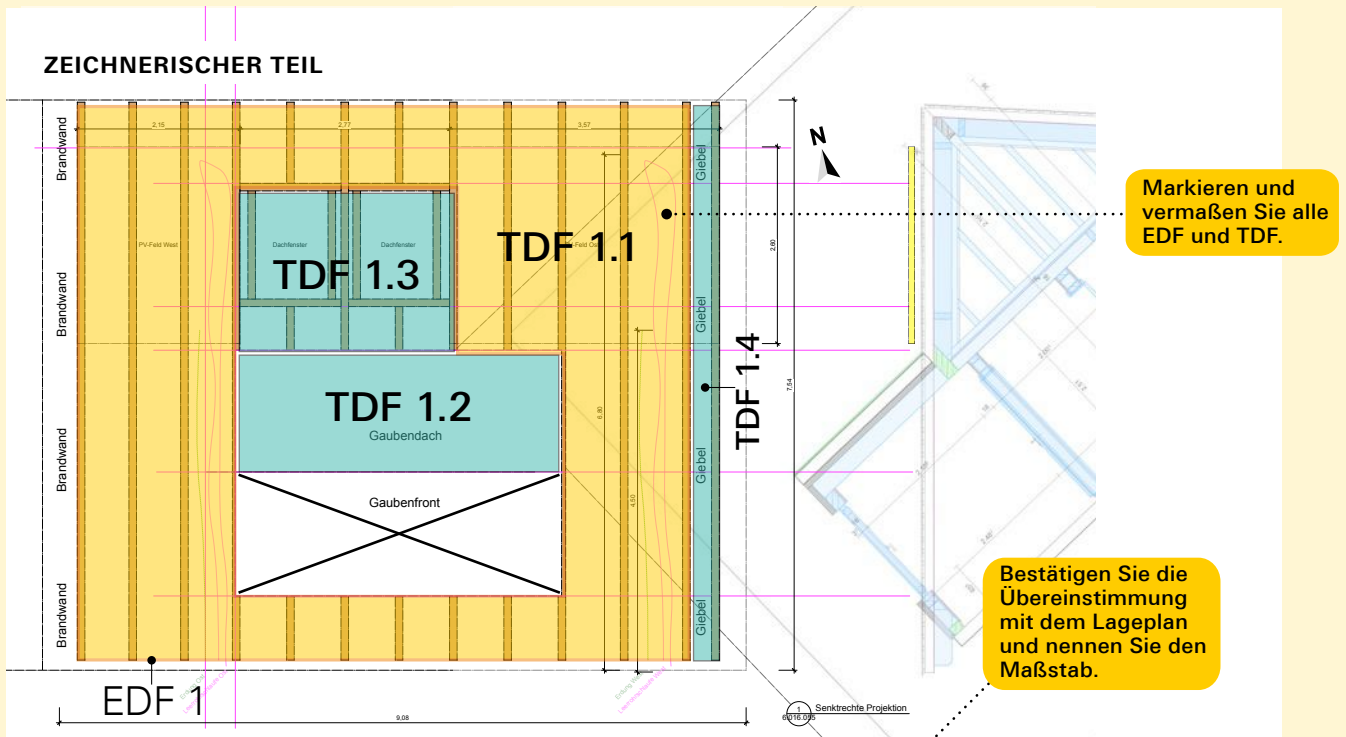 ZEICHNERISCHER TEIL
2,15
2,77
3,57
N
Brandwand
Brandwand
Brandwand
Brandwand
Giebel
Giebel
Giebel
Giebel
PV-Feld West
Dachfenster
Dachfenster
TDF 1.3
TDF 1.1
TDF 1.2
Gaubendach
Gaubenfront
TDF 1.4
2,60
7,54
6,80
4,50
Markieren und
vermaßen Sie alle
EDF und TDF.
Bestätigen Sie die
Übereinstimmung
mit dem Lageplan
und nennen Sie den
Maßstab.
EDF 1
9,08
1
Senktrechte Projektion